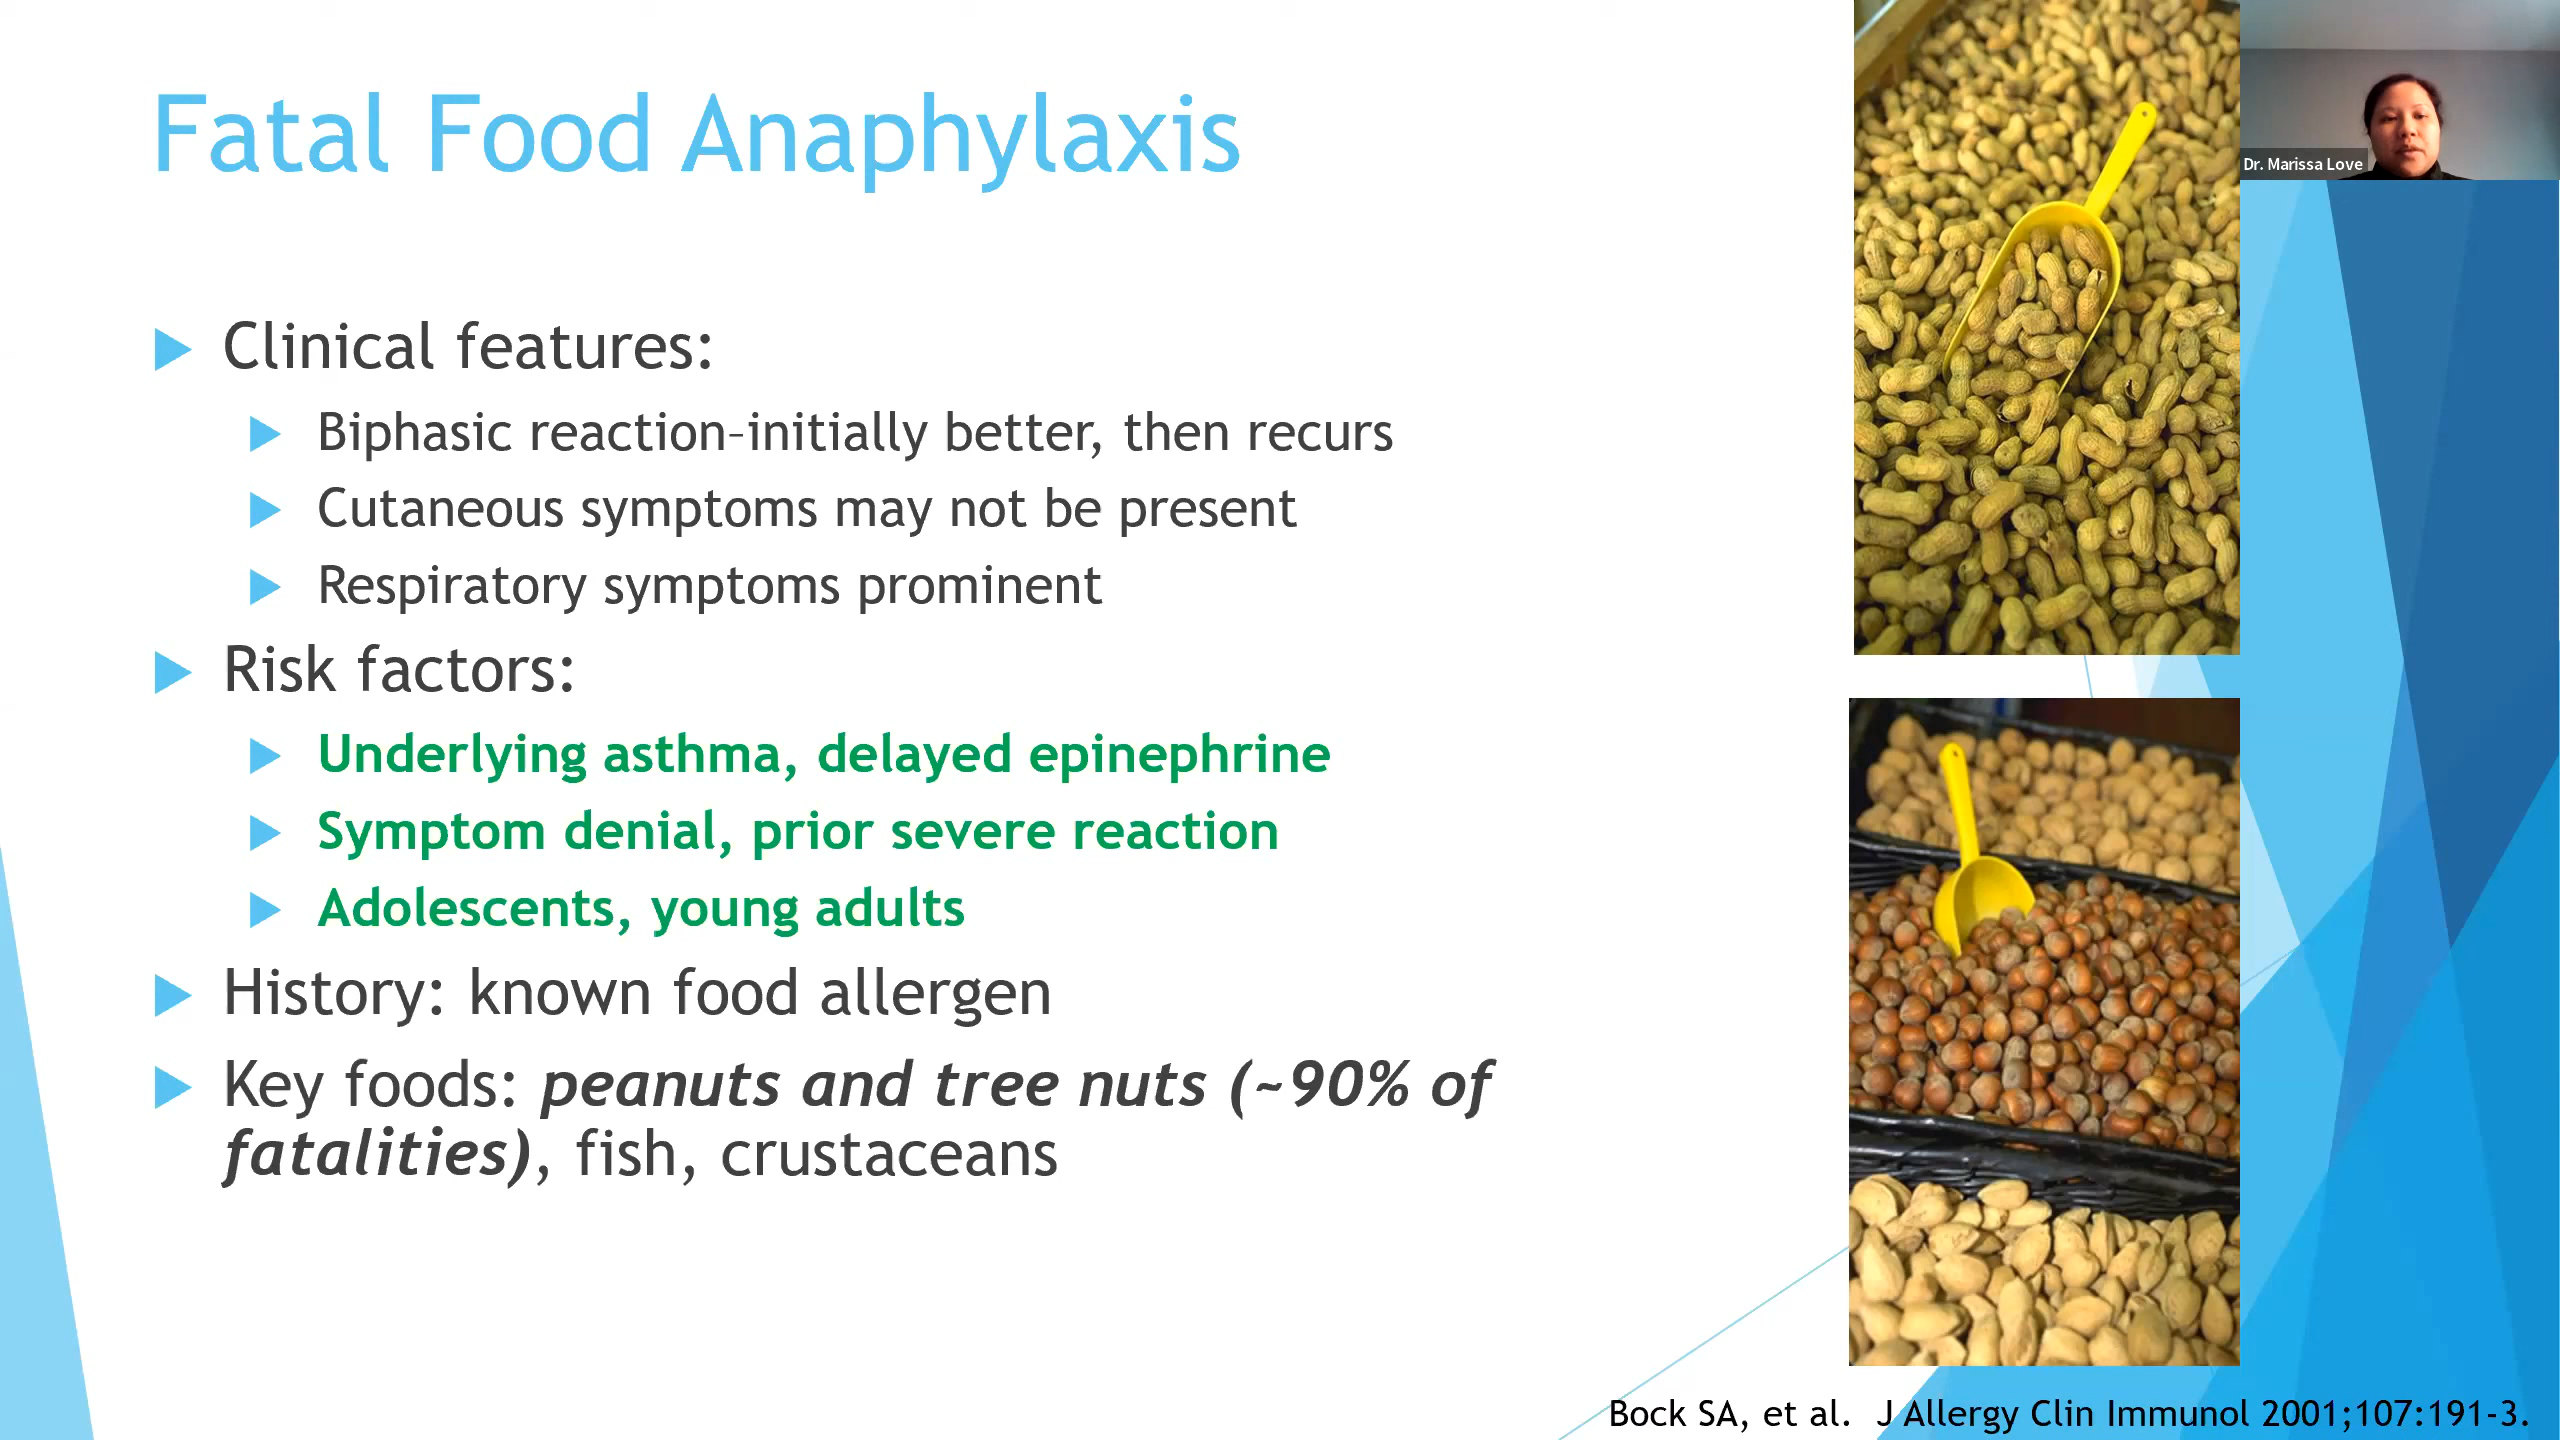 Fatal Food Anaphylaxis
Dr. Marissa Love
Clinical features:
Biphasic reaction–initially better, then recurs
Cutaneous symptoms may not be present
Respiratory symptoms prominent
Risk factors:
Underlying asthma, delayed epinephrine
Symptom denial, prior severe reaction
Adolescents, young adults
History: known food allergen
Key foods: peanuts and tree nuts (~90% of
fatalities), fish, crustaceans
Bock SA, et al. J Allergy Clin Immunol 2001;107:191-3.